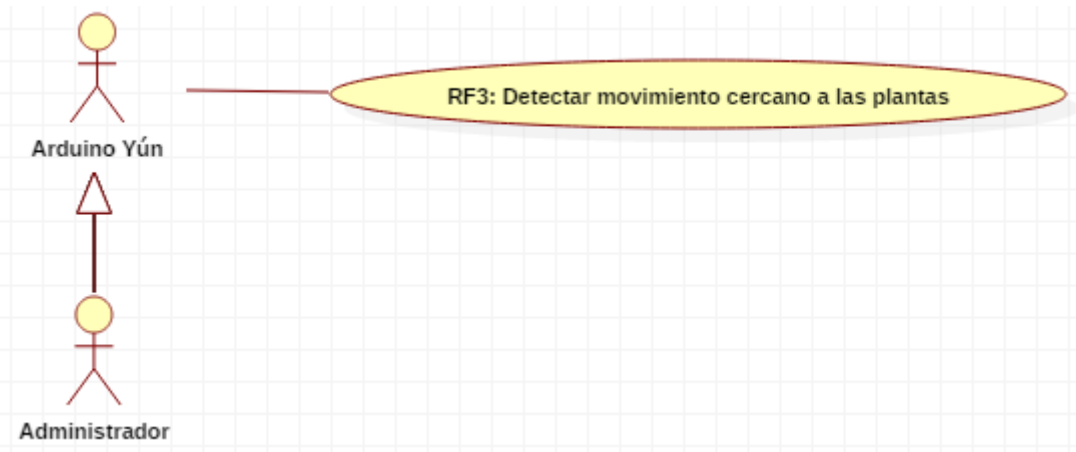 RF3: Detectar movimiento cercano a las plantas
Arduino Yún
Administrador